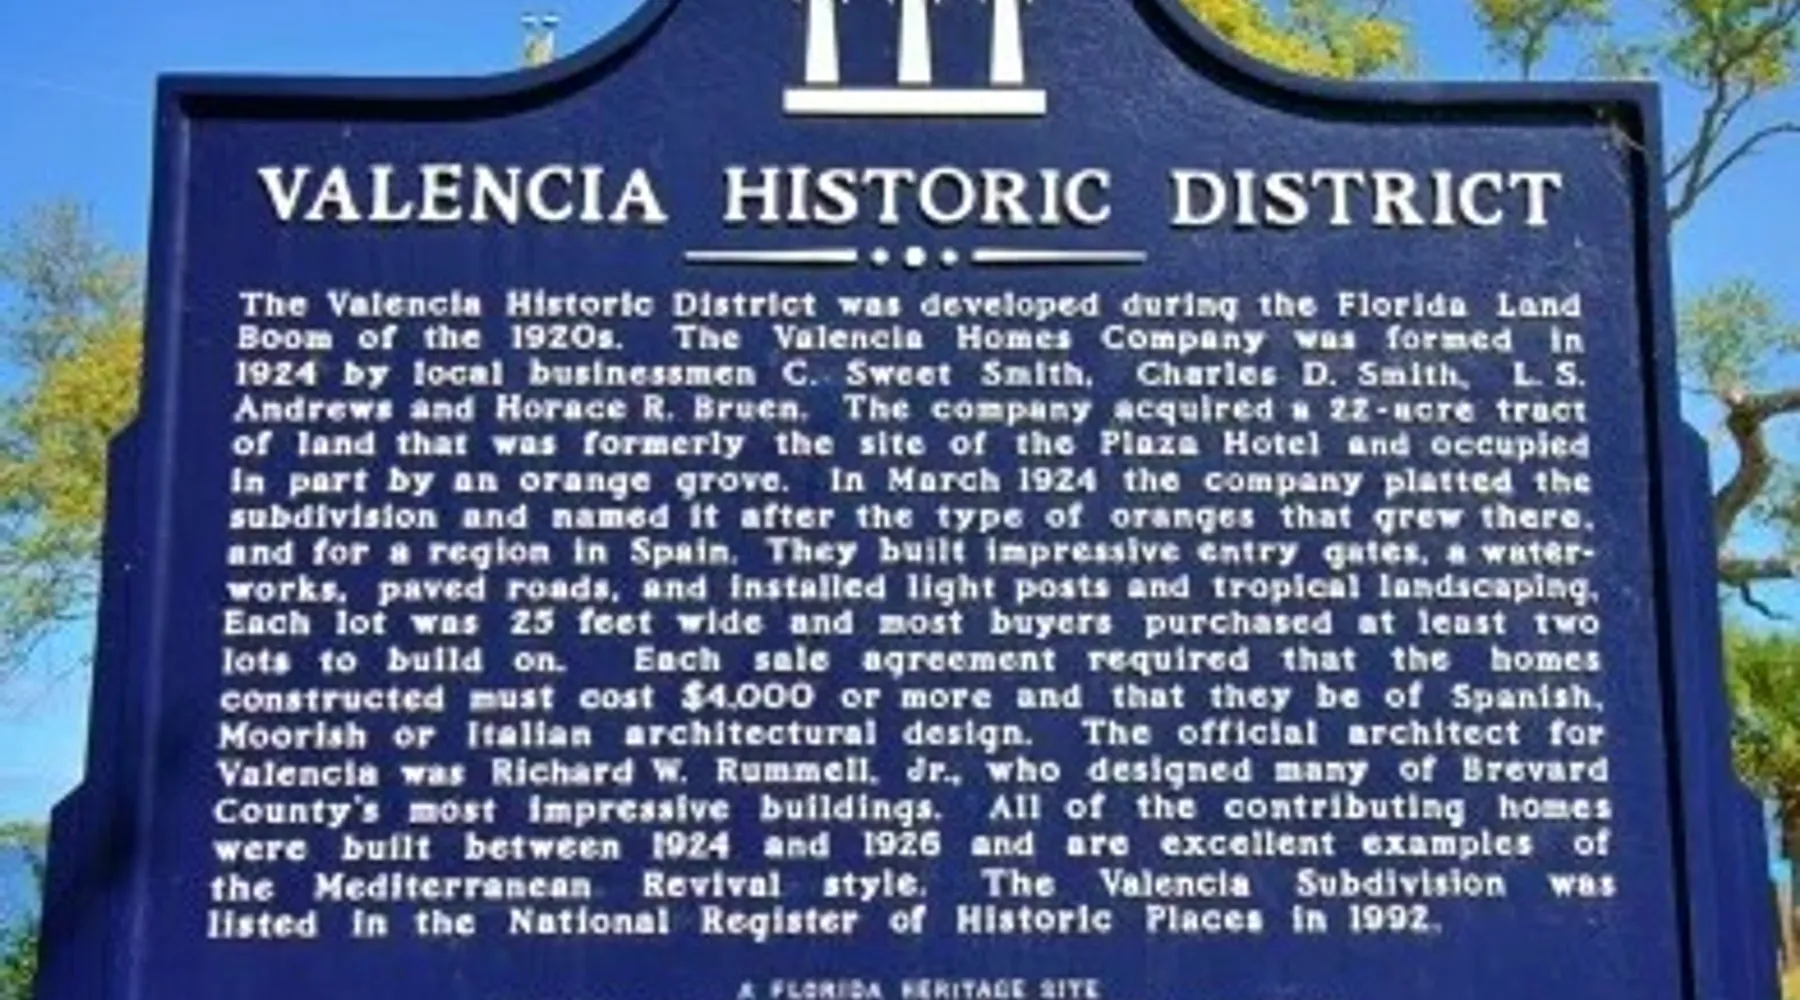 VALENCIA HISTORIC DISTRICT
The Valencia Historic District was developed during the Florida Land
Boom of the 1920s. The Valencia Homes Company was formed in
1924 by local businessmen C. Sweet Smith, Charles D. Smith, L. S.
Andrews and Horace R. Bruen. The company acquired a 22-acre tract
of land that was formerly the site of the Plaza Hotel and occupied
in part by an orange grove. In March 1924 the company platted the
subdivision and named it after the type of oranges that grew there,
and for a region in Spain. They built impressive entry gates, a water-
works, paved roads, and installed light posts and tropical landscaping.
Each lot was 25 feet wide and most buyers purchased at least two
lots to build on. Each sale agreement required that the homes
constructed must cost $4,000 or more and that they be of Spanish,
Moorish or Italian architectural design. The official architect for
Valencia was Richard W. Rummell, Jr., who designed many of Brevard
County's most impressive buildings. All of the contributing homes
were built between 1924 and 1926 and are excellent examples of
the Mediterranean Revival style. The Valencia Subdivision was
listed in the National Register of Historic Places in 1992.
A FLORIDA HERITAGE SITE